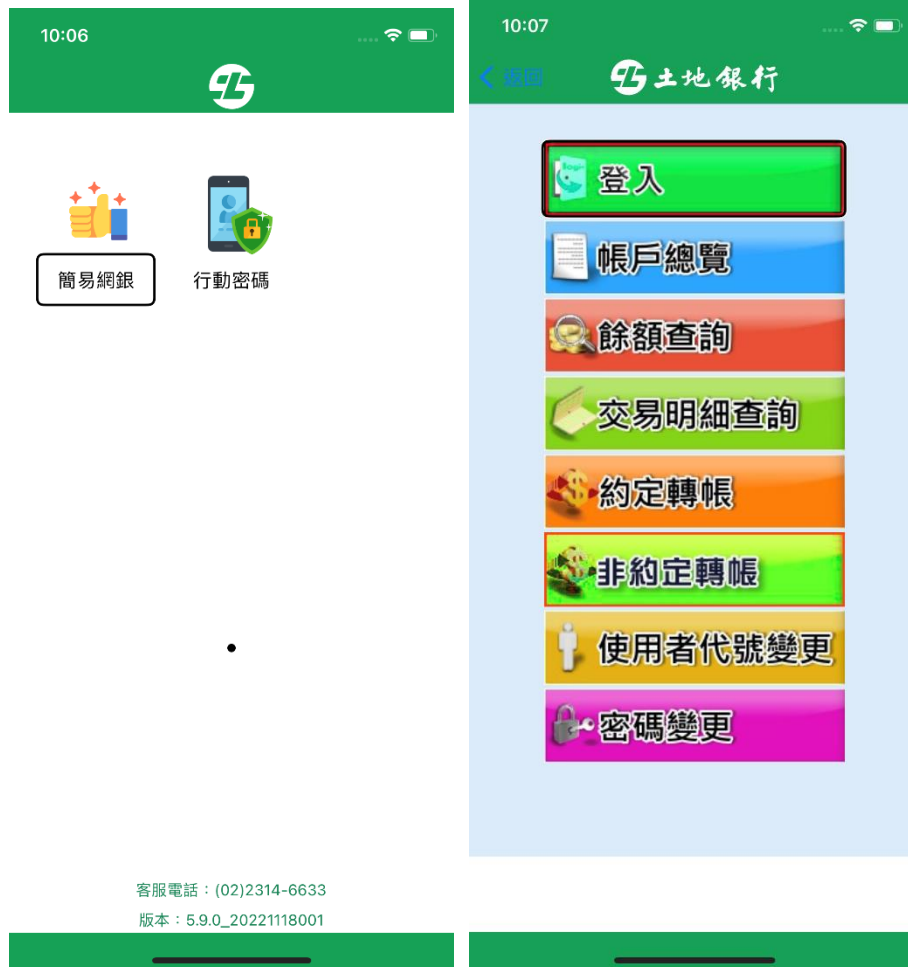 10:06
簡易網銀
行動密碼
客服電話：(02)2314-6633
版本：5.9.0_20221118001
10:07
返回
土地銀行
登入
帳戶總覽
餘額查詢
交易明細查詢
約定轉帳
非約定轉帳
使用者代號變更
密碼變更